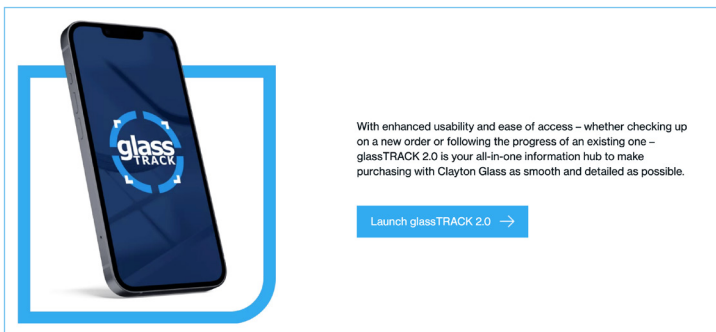 glass
TRACK
With enhanced usability and ease of access – whether checking up
on a new order or following the progress of an existing one –
glassTRACK 2.0 is your all-in-one information hub to make
purchasing with Clayton Glass as smooth and detailed as possible.
Launch glassTRACK 2.0